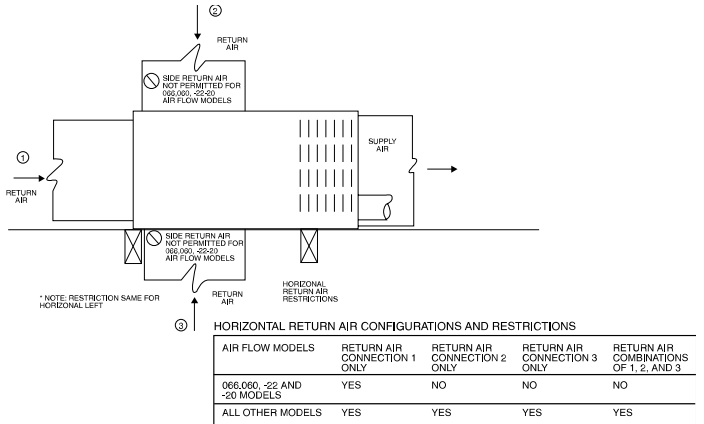 2
RETURN
AIR
SIDE RETURN AIR
NOT PERMITTED FOR
066,060, -22-20
AIR FLOW MODELS
SUPPLY
AIR
1
RETURN
AIR
SIDE RETURN AIR
NOT PERMITTED FOR
066,060, -22-20
AIR FLOW MODELS
* NOTE: RESTRICTION SAME FOR
HORIZONAL LEFT
RETURN
AIR
HORIZONAL
RETURN AIR
RESTRICTIONS
3
HORIZONTAL RETURN AIR CONFIGURATIONS AND RESTRICTIONS
AIR FLOW MODELS RETURN AIR CONNECTION 1 ONLY RETURN AIR CONNECTION 2 ONLY RETURN AIR CONNECTION 3 ONLY RETURN AIR COMBINATIONS OF 1, 2, AND 3
066.060, -22 AND -20 MODELS YES NO NO NO
ALL OTHER MODELS YES YES YES YES